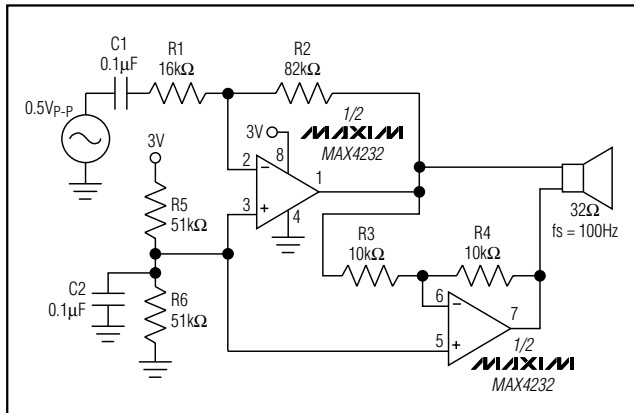 C1
0.1μF
R1
16kΩ
R2
82kΩ
0.5VP-P
1/2
MAXIM
MAX4232
3V
3V
2
8
1
3
4
R5
51kΩ
32Ω
fs = 100Hz
R3
10kΩ
R4
10kΩ
C2
0.1μF
R6
51kΩ
6
7
5
1/2
MAXIM
MAX4232